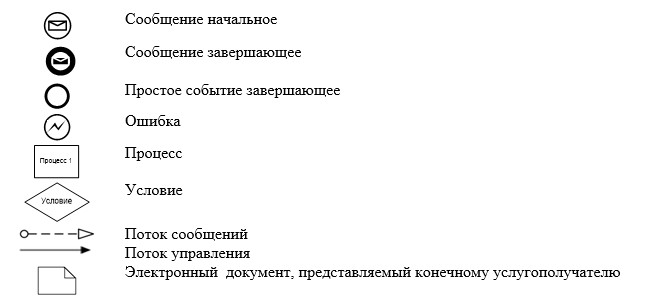 Сообщение начальное
Сообщение завершающее
Простое событие завершающее
Ошибка
Процесс 1
Процесс
Условие
Условие
Поток сообщений
Поток управления
Электронный документ, представляемый конечному услугополучателю